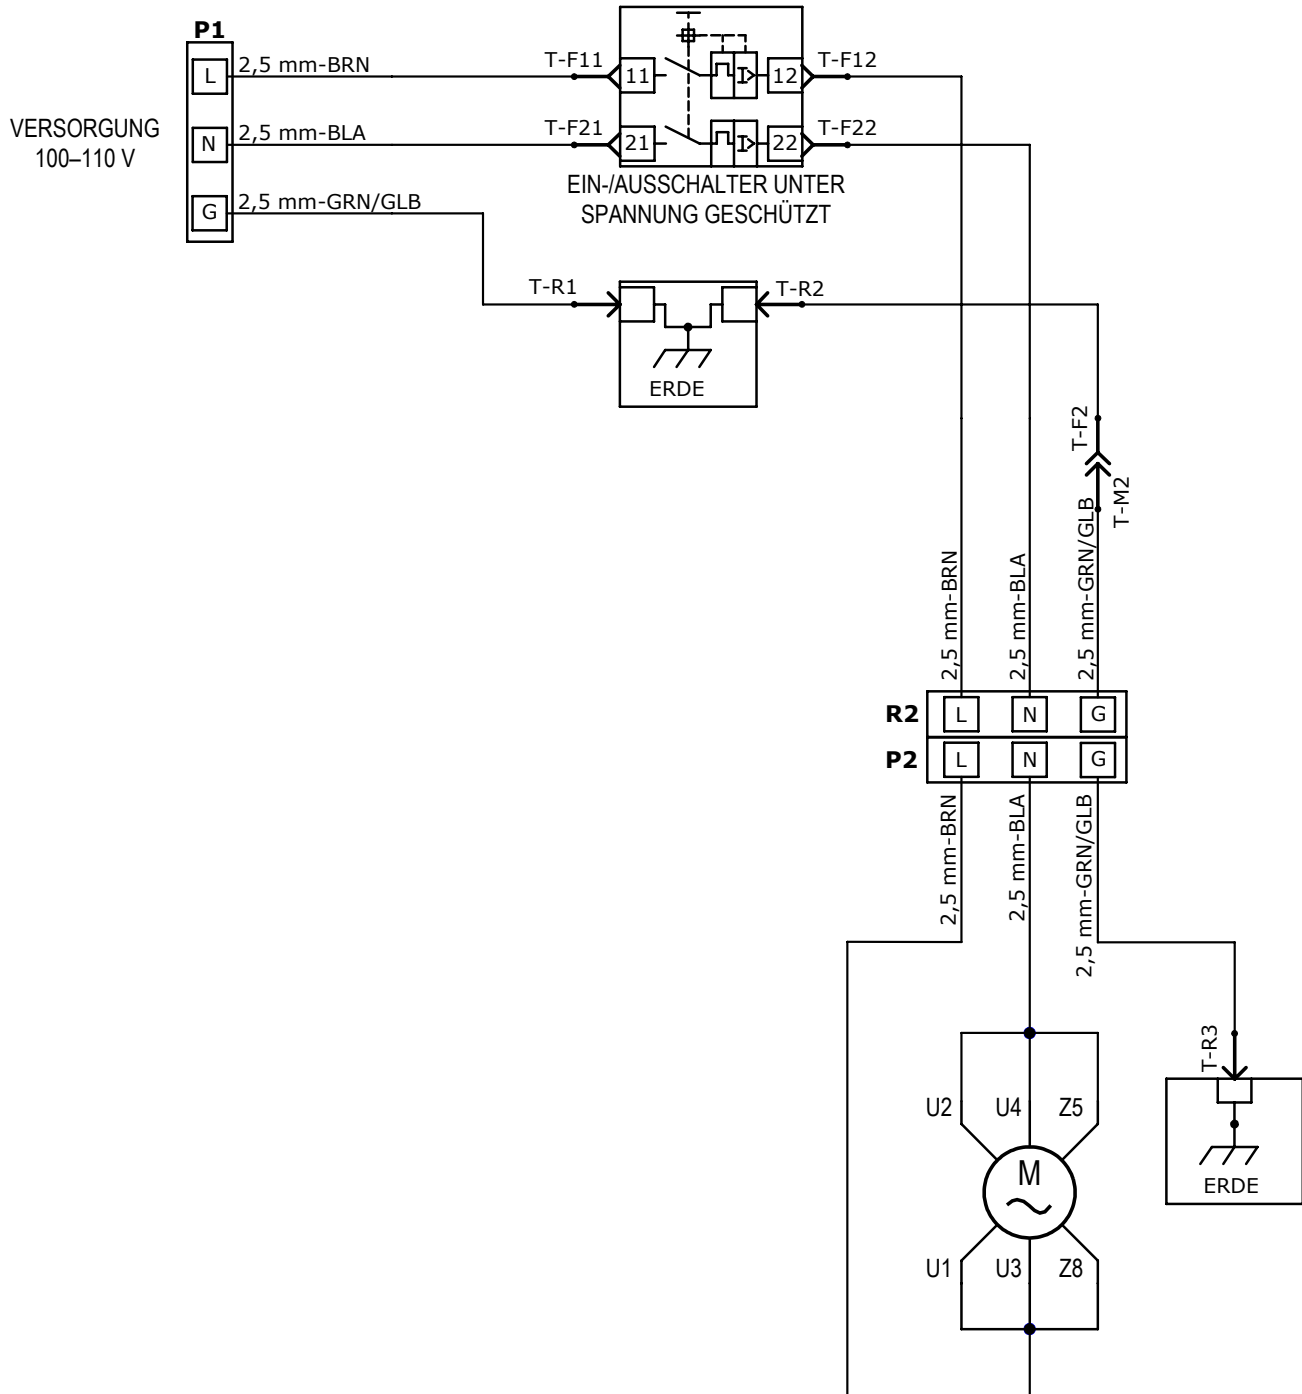 P1
L
2,5 mm-BRN
T-F11
11
12
T-F12
VERSORGUNG
100–110 V
N
2,5 mm-BLA
T-F21
21
22
T-F22
EIN-/AUSSCHALTER UNTER
SPANNUNG GESCHÜTZT
G
2,5 mm-GRN/GLB
T-R1
T-R2
ERDE
T-F2
T-M2
2,5 mm-BRN
2,5 mm-BLA
2,5 mm-GRN/GLB
R2
L
N
G
P2
L
N
G
2,5 mm-BRN
2,5 mm-BLA
2,5 mm-GRN/GLB
T-R3
U2
U4
Z5
M
ERDE
U1
U3
Z8